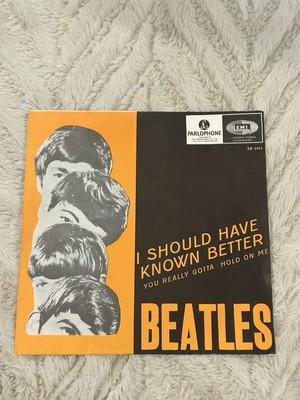 PARLOPHONE
EMI
I SHOULD HAVE
KNOWN BETTER
YOU REALLY GOTTA HOLD ON ME
BEATLES